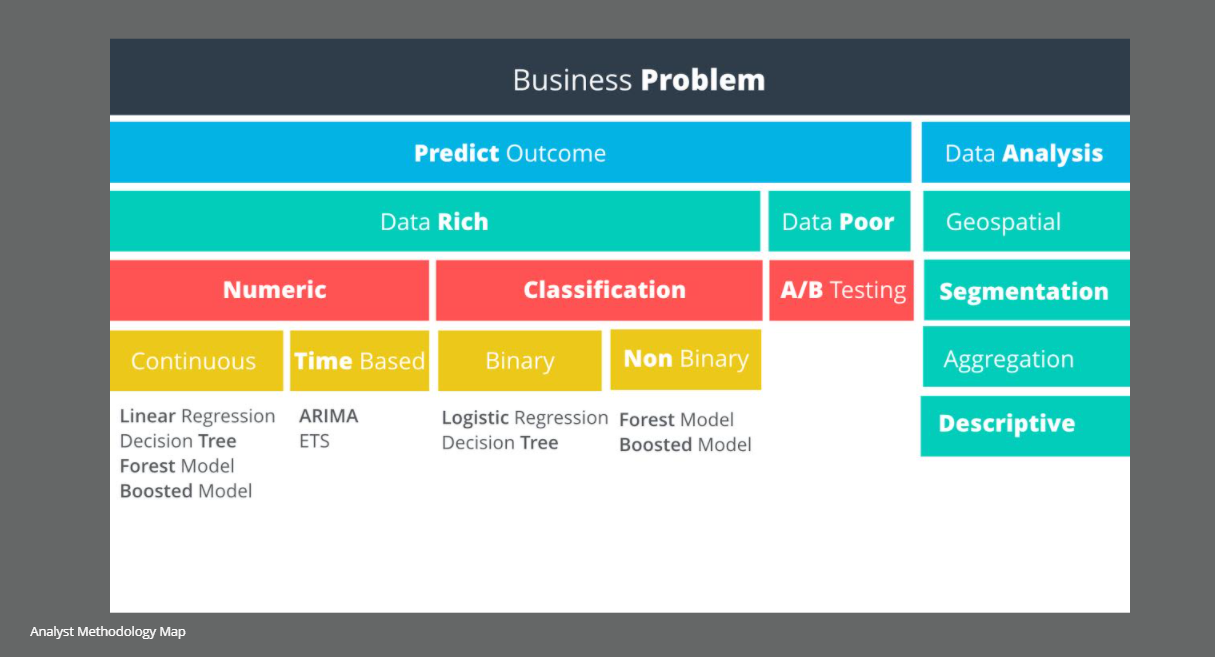 Business Problem
Predict Outcome
Data Analysis
Data Rich
Data Poor
Geospatial
Numeric
Classification
A/B Testing
Segmentation
Continuous
Time Based
Binary
Non Binary
Aggregation
Linear Regression
Decision Tree
Forest Model
Boosted Model
ARIMA
ETS
Logistic Regression
Decision Tree
Forest Model
Boosted Model
Descriptive
Analyst Methodology Map